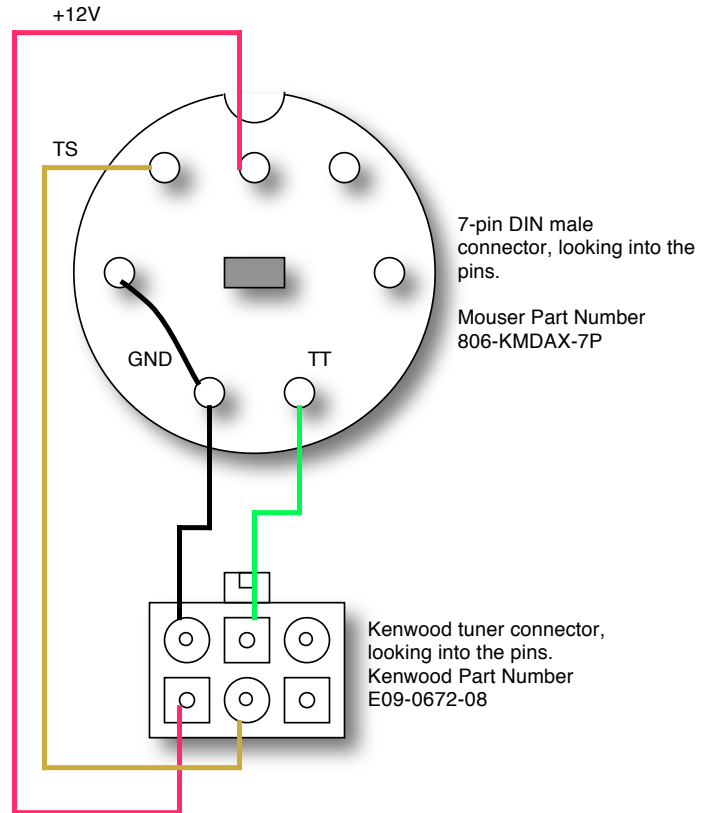 +12V
TS
7-pin DIN male
connector, looking into the
pins.
Mouser Part Number
806-KMDAX-7P
GND
TT
Kenwood tuner connector,
looking into the pins.
Kenwood Part Number
E09-0672-08